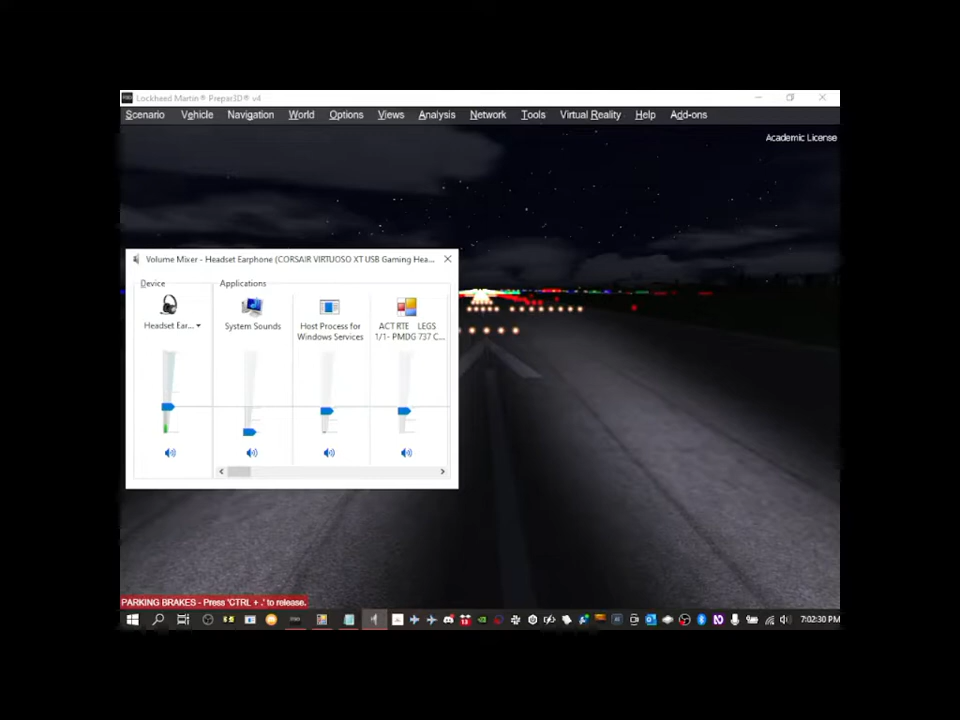 Lockheed Martin® Prepar3D® v4
Scenario Vehicle Navigation World Options Views Analysis Network Tools Virtual Reality Help Add-ons
Academic License
Volume Mixer - Headset Earphone (CORSAIR VIRTUOSO XT USB Gaming Hea...
Device
Applications
Headset Ear...
System Sounds
Host Process for
Windows Services
ACT RTE LEGS
1/1- PMDG 737 C...
PARKING BRAKES - Press 'CTRL + .' to release.
7:02:30 PM